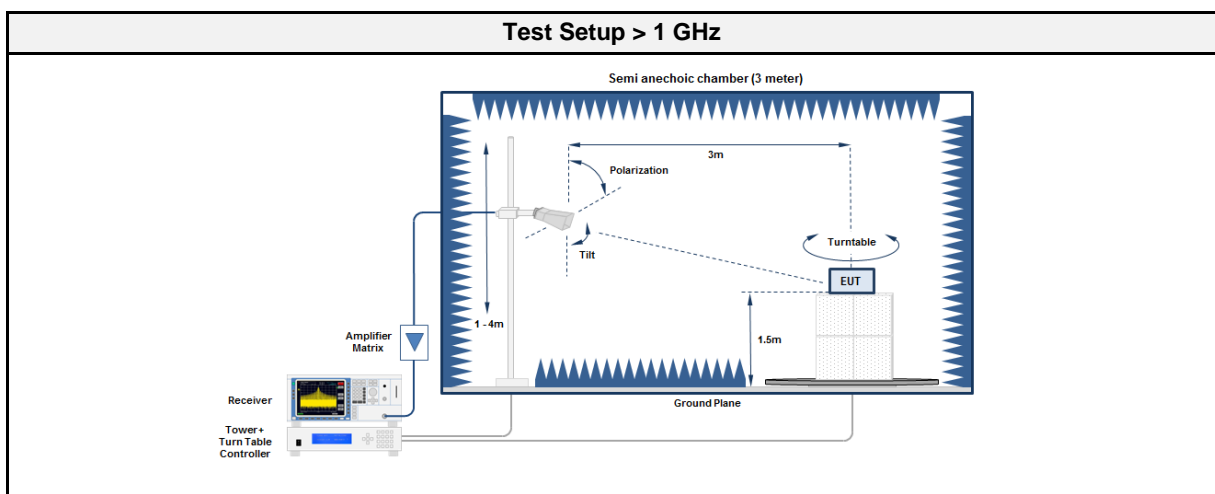 Test Setup > 1 GHz
Semi anechoic chamber (3 meter)
3m
Polarization
Turntable
Tilt
EUT
1 - 4m
1.5m
Amplifier
Matrix
Ground Plane
Receiver
Tower+
Turn Table
Controller